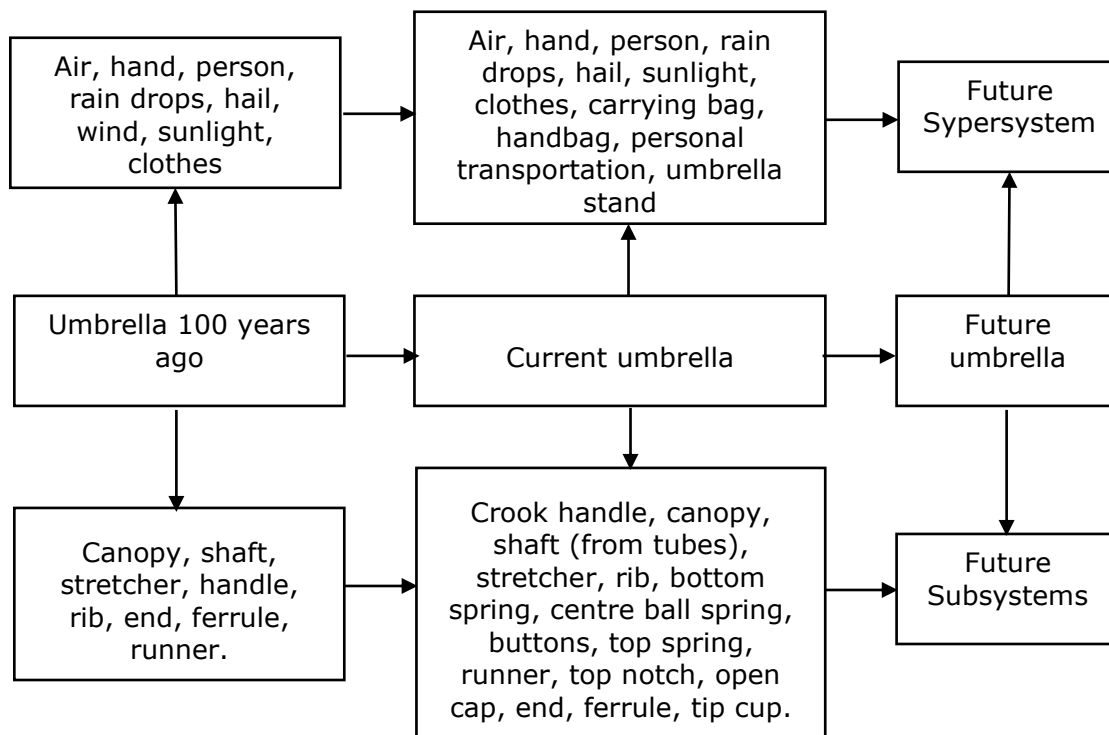 Air, hand, person,
rain drops, hail,
wind, sunlight,
clothes
Air, hand, person, rain
drops, hail, sunlight,
clothes, carrying bag,
handbag, personal
transportation, umbrella
stand
Future
Sypersystem
Umbrella 100 years
ago
Current umbrella
Future
umbrella
Canopy, shaft,
stretcher, handle,
rib, end, ferrule,
runner.
Crook handle, canopy,
shaft (from tubes),
stretcher, rib, bottom
spring, centre ball spring,
buttons, top spring,
runner, top notch, open
cap, end, ferrule, tip cup.
Future
Subsystems